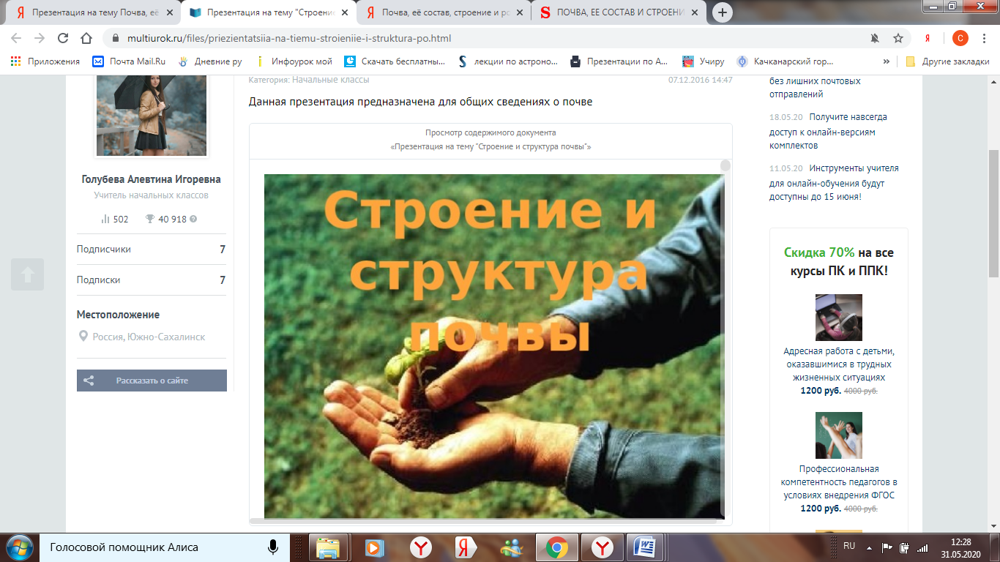 Презентация на тему Почва, её
Презентация на тему "Строение
Почва, её состав, строение и ро
ПОЧВА, ЕЕ СОСТАВ И СТРОЕНИ
multiurok.ru/files/priezientatsiia-na-tiemu-stroieniie-i-struktura-po.html
Приложения
Почта Mail.Ru
Дневние ру
Инфоурок мой
Скачать бесплатны...
лекции по астроно...
Презентации по А...
Учиру
Качканарский гор...
»
Другие закладки
Категория: Начальные классы
07.12.2016 14:47
Данная презентация предназначена для общих сведениях о почве
Просмотр содержимого документа
«Презентация на тему "Строение и структура почвы"»
Строение и
структура
почвы
Голубева Алевтина Игоревна
Учитель начальных классов
502
40 918
Подписчики 7
Подписки 7
Местоположение
Россия, Южно-Сахалинск
Рассказать о сайте
без лишних почтовых
отправлений
18.05.20 Получите навсегда
доступ к онлайн-версиям
комплектов
11.05.20 Инструменты учителя
для онлайн-обучения будут
доступны до 15 июня!
Скидка 70% на все
курсы ПК и ППК!
Адресная работа с детьми,
оказавшимися в трудных
жизненных ситуациях
1200 руб. 4000 руб.
Профессиональная
компетентность педагогов в
условиях внедрения ФГОС
1200 руб. 4000 руб.
Голосовой помощник Алиса
RU
12:28
31.05.2020